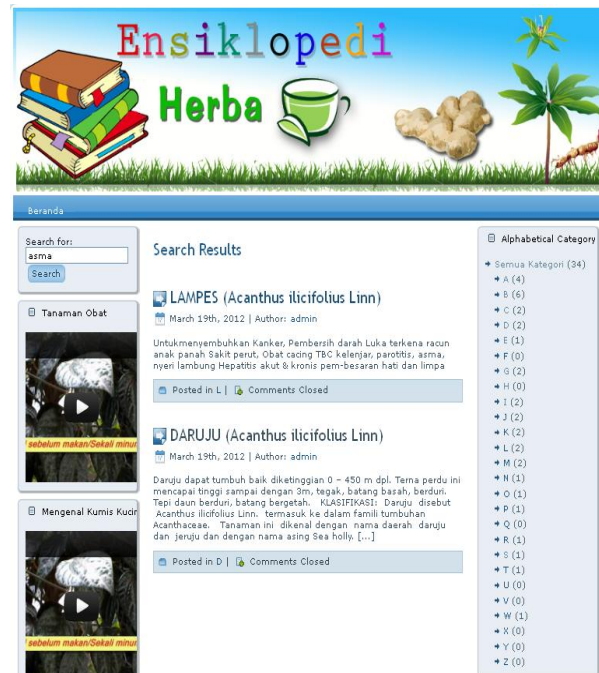 Ensiklopedi
Herba
Beranda
Search for:
asma
Search
Tanaman Obat
sebelum makan/Sekali minum
Mengenal Kumis Kucin
sebelum makan/Sekali minum
Search Results
LAMPES (Acanthus ilicifolius Linn)
March 19th, 2012 | Author: admin
Untukmenyembuhkan Kanker, Pembersih darah Luka terkena racun
anak panah Sakit perut, Obat cacing TBC kelenjar, parotitis, asma,
nyeri lambung Hepatitis akut & kronis pem-besaran hati dan limpa
Posted in L | Comments Closed
DARUJU (Acanthus ilicifolius Linn)
March 19th, 2012 | Author: admin
Daruju dapat tumbuh baik diketinggian 0 – 450 m dpl. Terna perdu ini
mencapai tinggi sampai dengan 3m, tegak, batang basah, berduri.
Tepi daun berduri, batang bergetah. KLASIFIKASI: Daruju disebut
Acanthus ilicifolius Linn. termasuk ke dalam famili tumbuhan
Acanthaceae. Tanaman ini dikenal dengan nama daerah daruju
dan jeruju dan dengan nama asing Sea holly. [...]
Posted in D | Comments Closed
Alphabetical Category
Semua Kategori (34)
A (4)
B (6)
C (2)
D (2)
E (1)
F (0)
G (2)
H (0)
I (2)
J (2)
K (2)
L (2)
M (2)
N (1)
O (1)
P (1)
Q (0)
R (1)
S (1)
T (1)
U (0)
V (0)
W (1)
X (0)
Y (0)
Z (0)